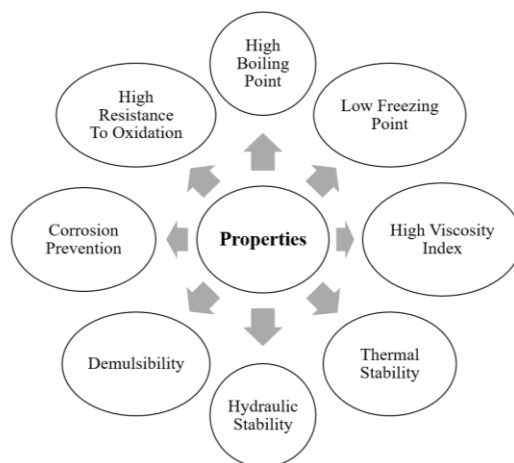 High
Boiling
Point
High
Resistance
To Oxidation
Low Freezing
Point
Corrosion
Prevention
Properties
High Viscosity
Index
Demulsibility
Thermal
Stability
Hydraulic
Stability